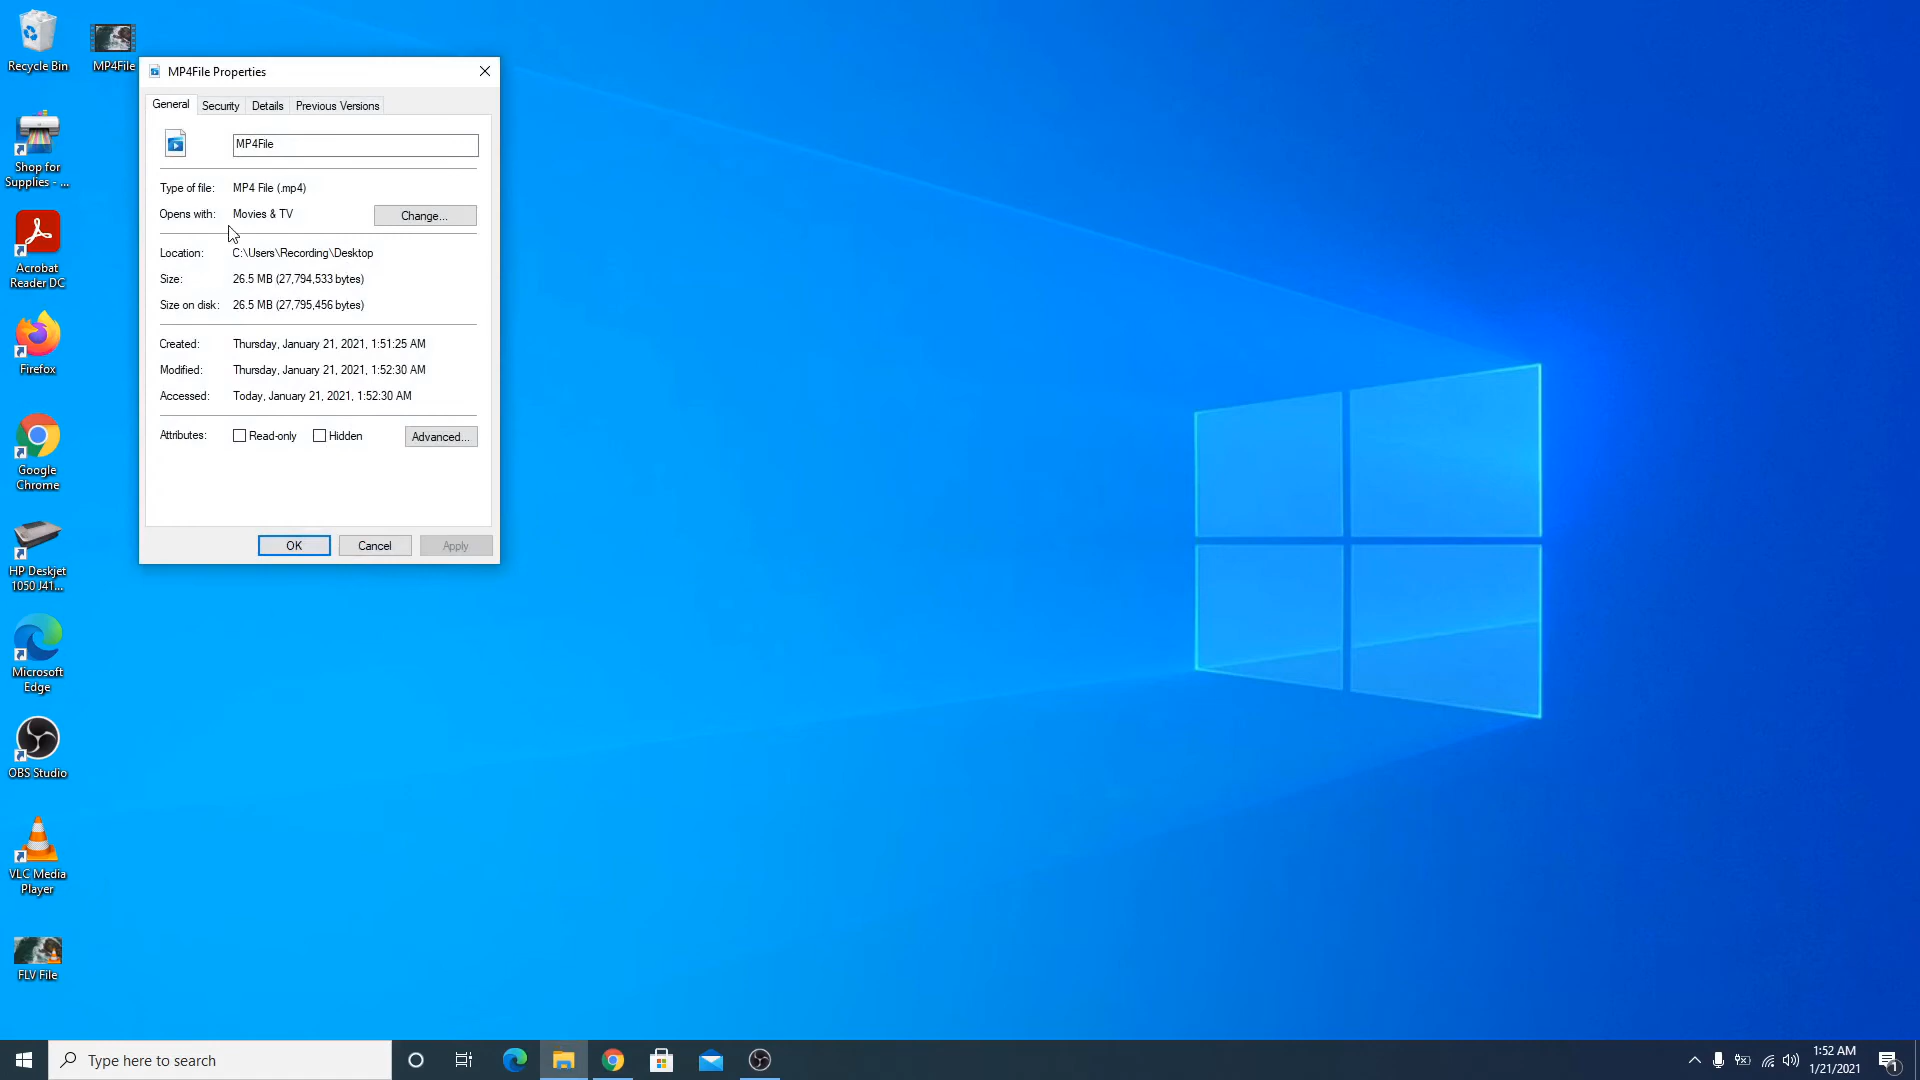 Recycle Bin
MP4File
Shop for
Supplies - ...
Acrobat
Reader DC
Firefox
Google
Chrome
HP Deskjet
1050 J41...
Microsoft
Edge
OBS Studio
VLC Media
Player
FLV File
MP4File Properties
General Security Details Previous Versions
MP4File
Type of file: MP4 File (.mp4)
Opens with: Movies & TV Change...
Location: C:\Users\Recording\Desktop
Size: 26.5 MB (27,794,533 bytes)
Size on disk: 26.5 MB (27,795,456 bytes)
Created: Thursday, January 21, 2021, 1:51:25 AM
Modified: Thursday, January 21, 2021, 1:52:30 AM
Accessed: Today, January 21, 2021, 1:52:30 AM
Attributes: Read-only Hidden Advanced...
OK Cancel Apply
Type here to search
1:52 AM
1/21/2021
1